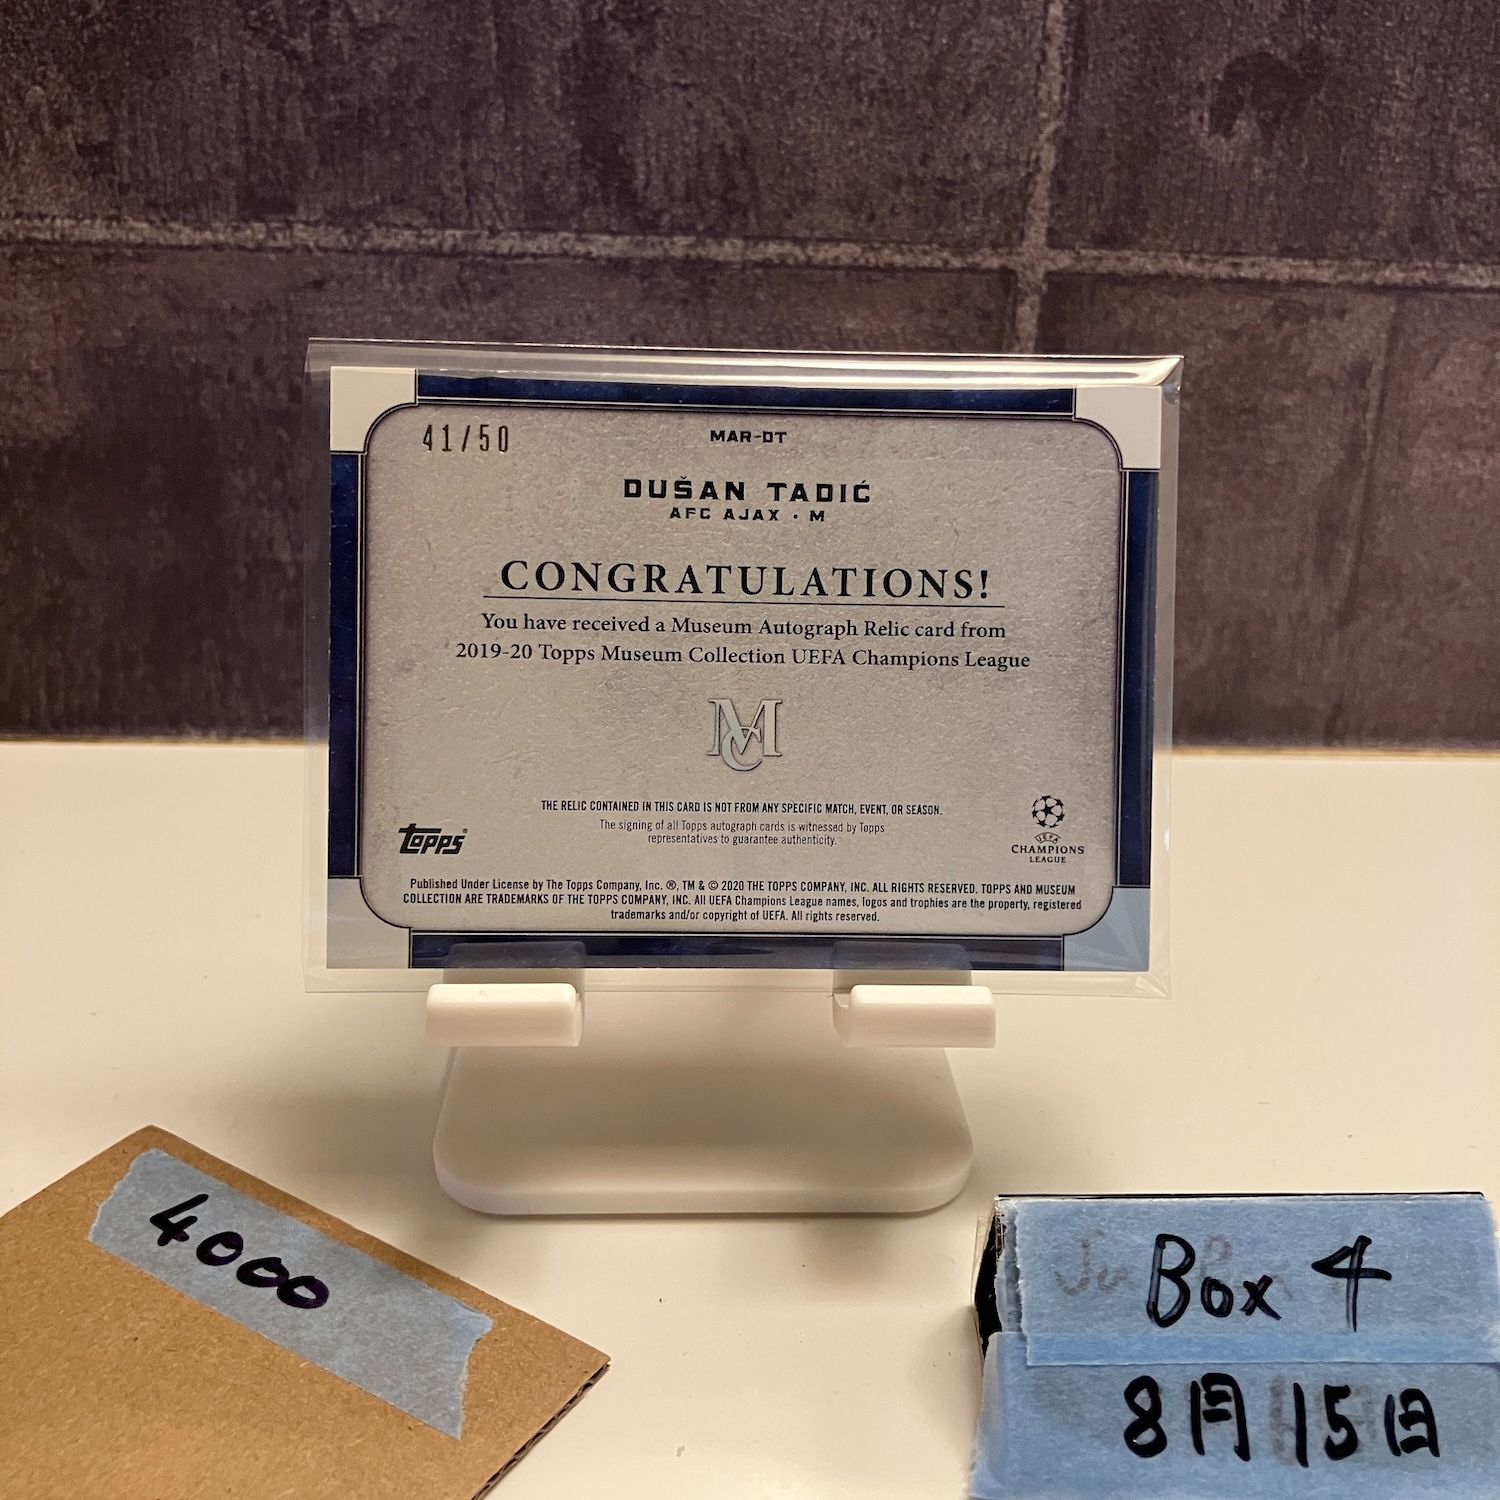 41/50
MAR-DT
DUŠAN TADIĆ
AFC AJAX · M
CONGRATULATIONS!
You have received a Museum Autograph Relic card from
2019-20 Topps Museum Collection UEFA Champions League
MC
THE RELIC CONTAINED IN THIS CARD IS NOT FROM ANY SPECIFIC MATCH, EVENT, OR SEASON.
The signing of all Topps autograph cards is witnessed by Topps
representatives to guarantee authenticity.
Topps
UEFA
CHAMPIONS
LEAGUE
Published Under License by The Topps Company, Inc. ®, TM & © 2020 THE TOPPS COMPANY, INC. ALL RIGHTS RESERVED. TOPPS AND MUSEUM
COLLECTION ARE TRADEMARKS OF THE TOPPS COMPANY, INC. All UEFA Champions League names, logos and trophies are the property, registered
trademarks and/or copyright of UEFA. All rights reserved.
4000
Box 4
8月15日